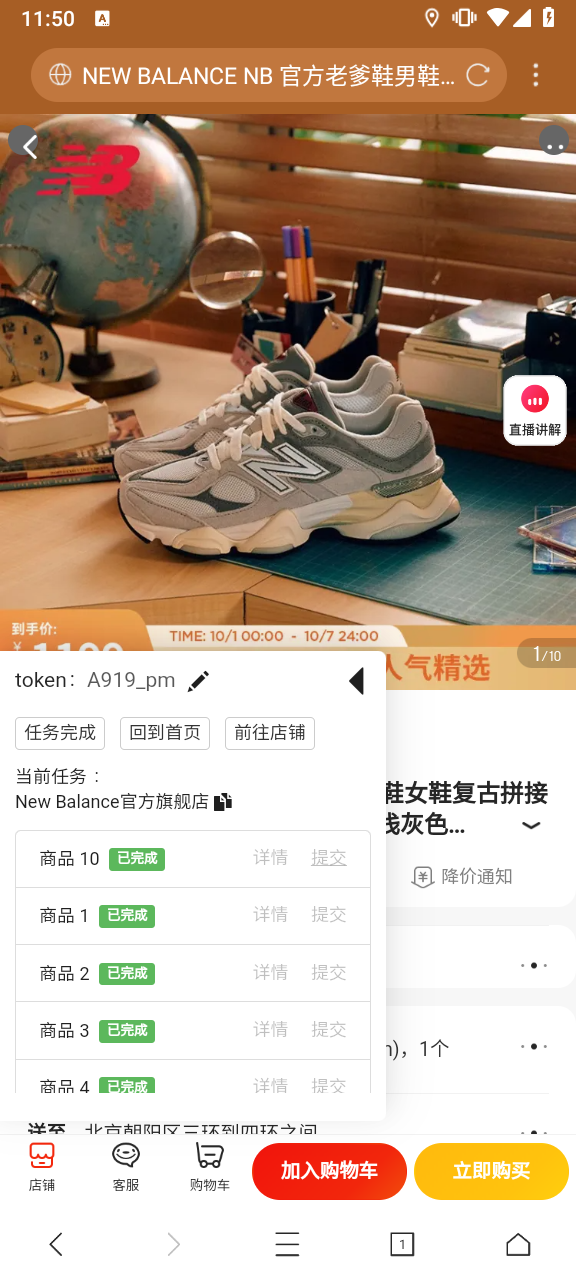 11:50
NEW BALANCE NB 官方老爹鞋男鞋...
直播讲解
到手价:
TIME: 10/1 00:00 - 10/7 24:00
人气精选
1/10
token: A919_pm
任务完成 回到首页 前往店铺
当前任务：
New Balance官方旗舰店
鞋女鞋复古拼接
浅灰色...
降价通知
商品 10 已完成 详情 提交
商品 1 已完成 详情 提交
商品 2 已完成 详情 提交
商品 3 已完成 详情 提交
商品 4 已完成 详情 提交
)，1个
送至 北京朝阳区三环到四环之间
店铺 客服 购物车 加入购物车 立即购买
1